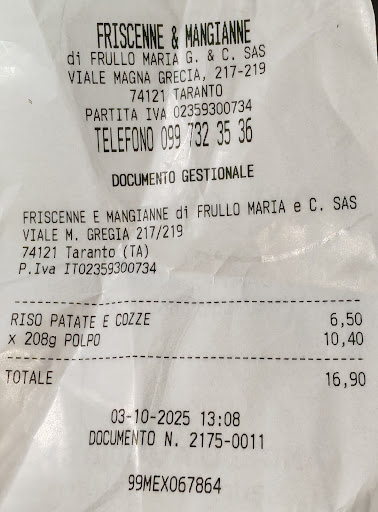 FRISCENNE & MANGIANNE
di FRULLO MARIA G. & C. SAS
VIALE MAGNA GRECIA, 217-219
74121 TARANTO
PARTITA IVA 02359300734
TELEFONO 099 732 35 36
DOCUMENTO GESTIONALE
FRISCENNE E MANGIANNE di FRULLO MARIA e C. SAS
VIALE M. GREGIA 217/219
74121 Taranto (TA)
P.Iva IT02359300734
RISO PATATE E COZZE 6,50
x 208g POLPO 10,40
TOTALE 16,90
03-10-2025 13:08
DOCUMENTO N. 2175-0011
99MEX067864